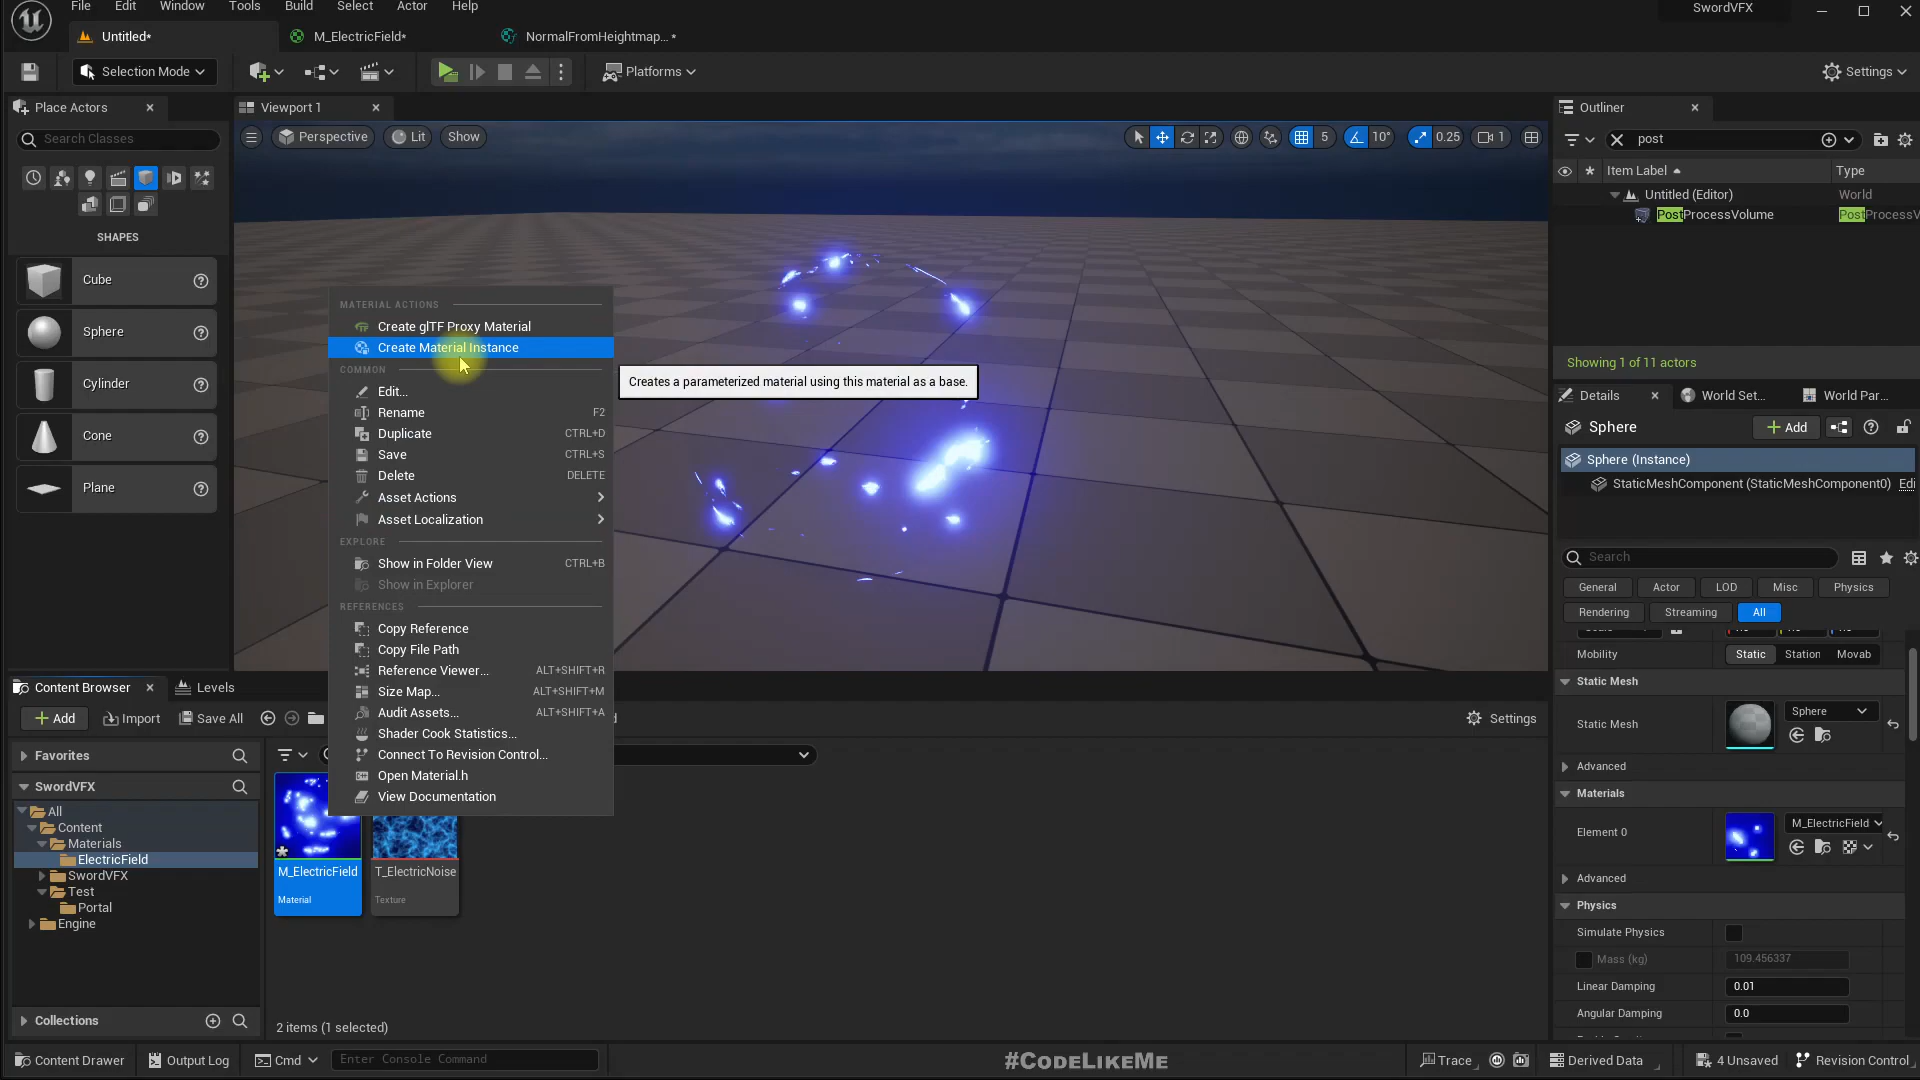 File Edit Window Tools Build Select Actor Help
SwordVFX
Untitled* M_ElectricField* NormalFromHeightmap... *
Selection Mode Platforms Settings
Place Actors Viewport 1 Outliner
Search Classes
Perspective Lit Show 5 10° 0.25 1
post
Item Label Type
Untitled (Editor) World
PostProcessVolume PostProcessV
SHAPES
Cube
Sphere
Cylinder
Cone
Plane
MATERIAL ACTIONS
Create glTF Proxy Material
Create Material Instance
COMMON
Edit...
Rename F2
Duplicate CTRL+D
Save CTRL+S
Delete DELETE
Asset Actions
Asset Localization
EXPLORE
Show in Folder View CTRL+B
Show in Explorer
REFERENCES
Copy Reference
Copy File Path
Reference Viewer... ALT+SHIFT+R
Size Map... ALT+SHIFT+M
Audit Assets... ALT+SHIFT+A
Shader Cook Statistics...
Connect To Revision Control...
Open Material.h
View Documentation
Creates a parameterized material using this material as a base.
Showing 1 of 11 actors
Details World Set... World Par...
Sphere Add
Sphere (Instance)
StaticMeshComponent (StaticMeshComponent0) Edi
Search
General Actor LOD Misc Physics
Rendering Streaming All
Mobility Static Station Movab
Static Mesh
Static Mesh Sphere
Advanced
Materials
Element 0 M_ElectricField
Advanced
Physics
Simulate Physics
Mass (kg) 109.456337
Linear Damping 0.01
Angular Damping 0.0
Content Browser Levels
Add Import Save All Settings
Favorites
SwordVFX
All
Content
Materials
ElectricField
SwordVFX
Test
Portal
Engine
Collections
M_ElectricField
Material
T_ElectricNoise
Texture
2 items (1 selected)
Content Drawer Output Log Cmd Enter Console Command
#CODELIKEME
Trace Derived Data 4 Unsaved Revision Control